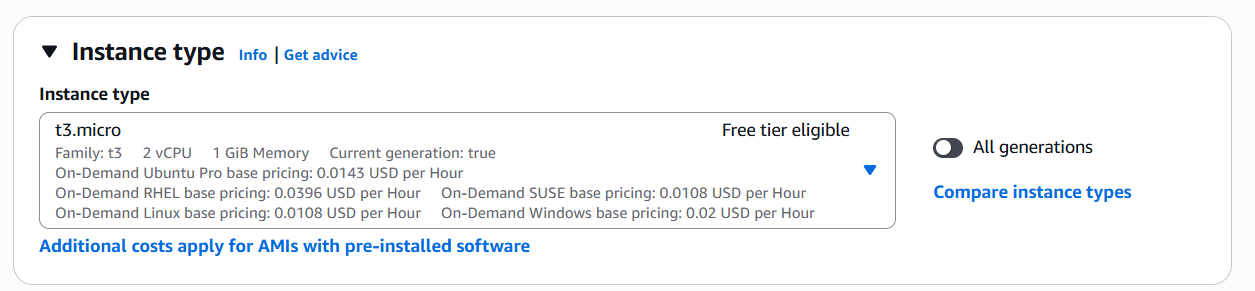 Instance type Info | Get advice
Instance type
t3.micro Free tier eligible
Family: t3 2 vCPU 1 GiB Memory Current generation: true
On-Demand Ubuntu Pro base pricing: 0.0143 USD per Hour
On-Demand RHEL base pricing: 0.0396 USD per Hour On-Demand SUSE base pricing: 0.0108 USD per Hour
On-Demand Linux base pricing: 0.0108 USD per Hour On-Demand Windows base pricing: 0.02 USD per Hour
All generations
Compare instance types
Additional costs apply for AMIs with pre-installed software